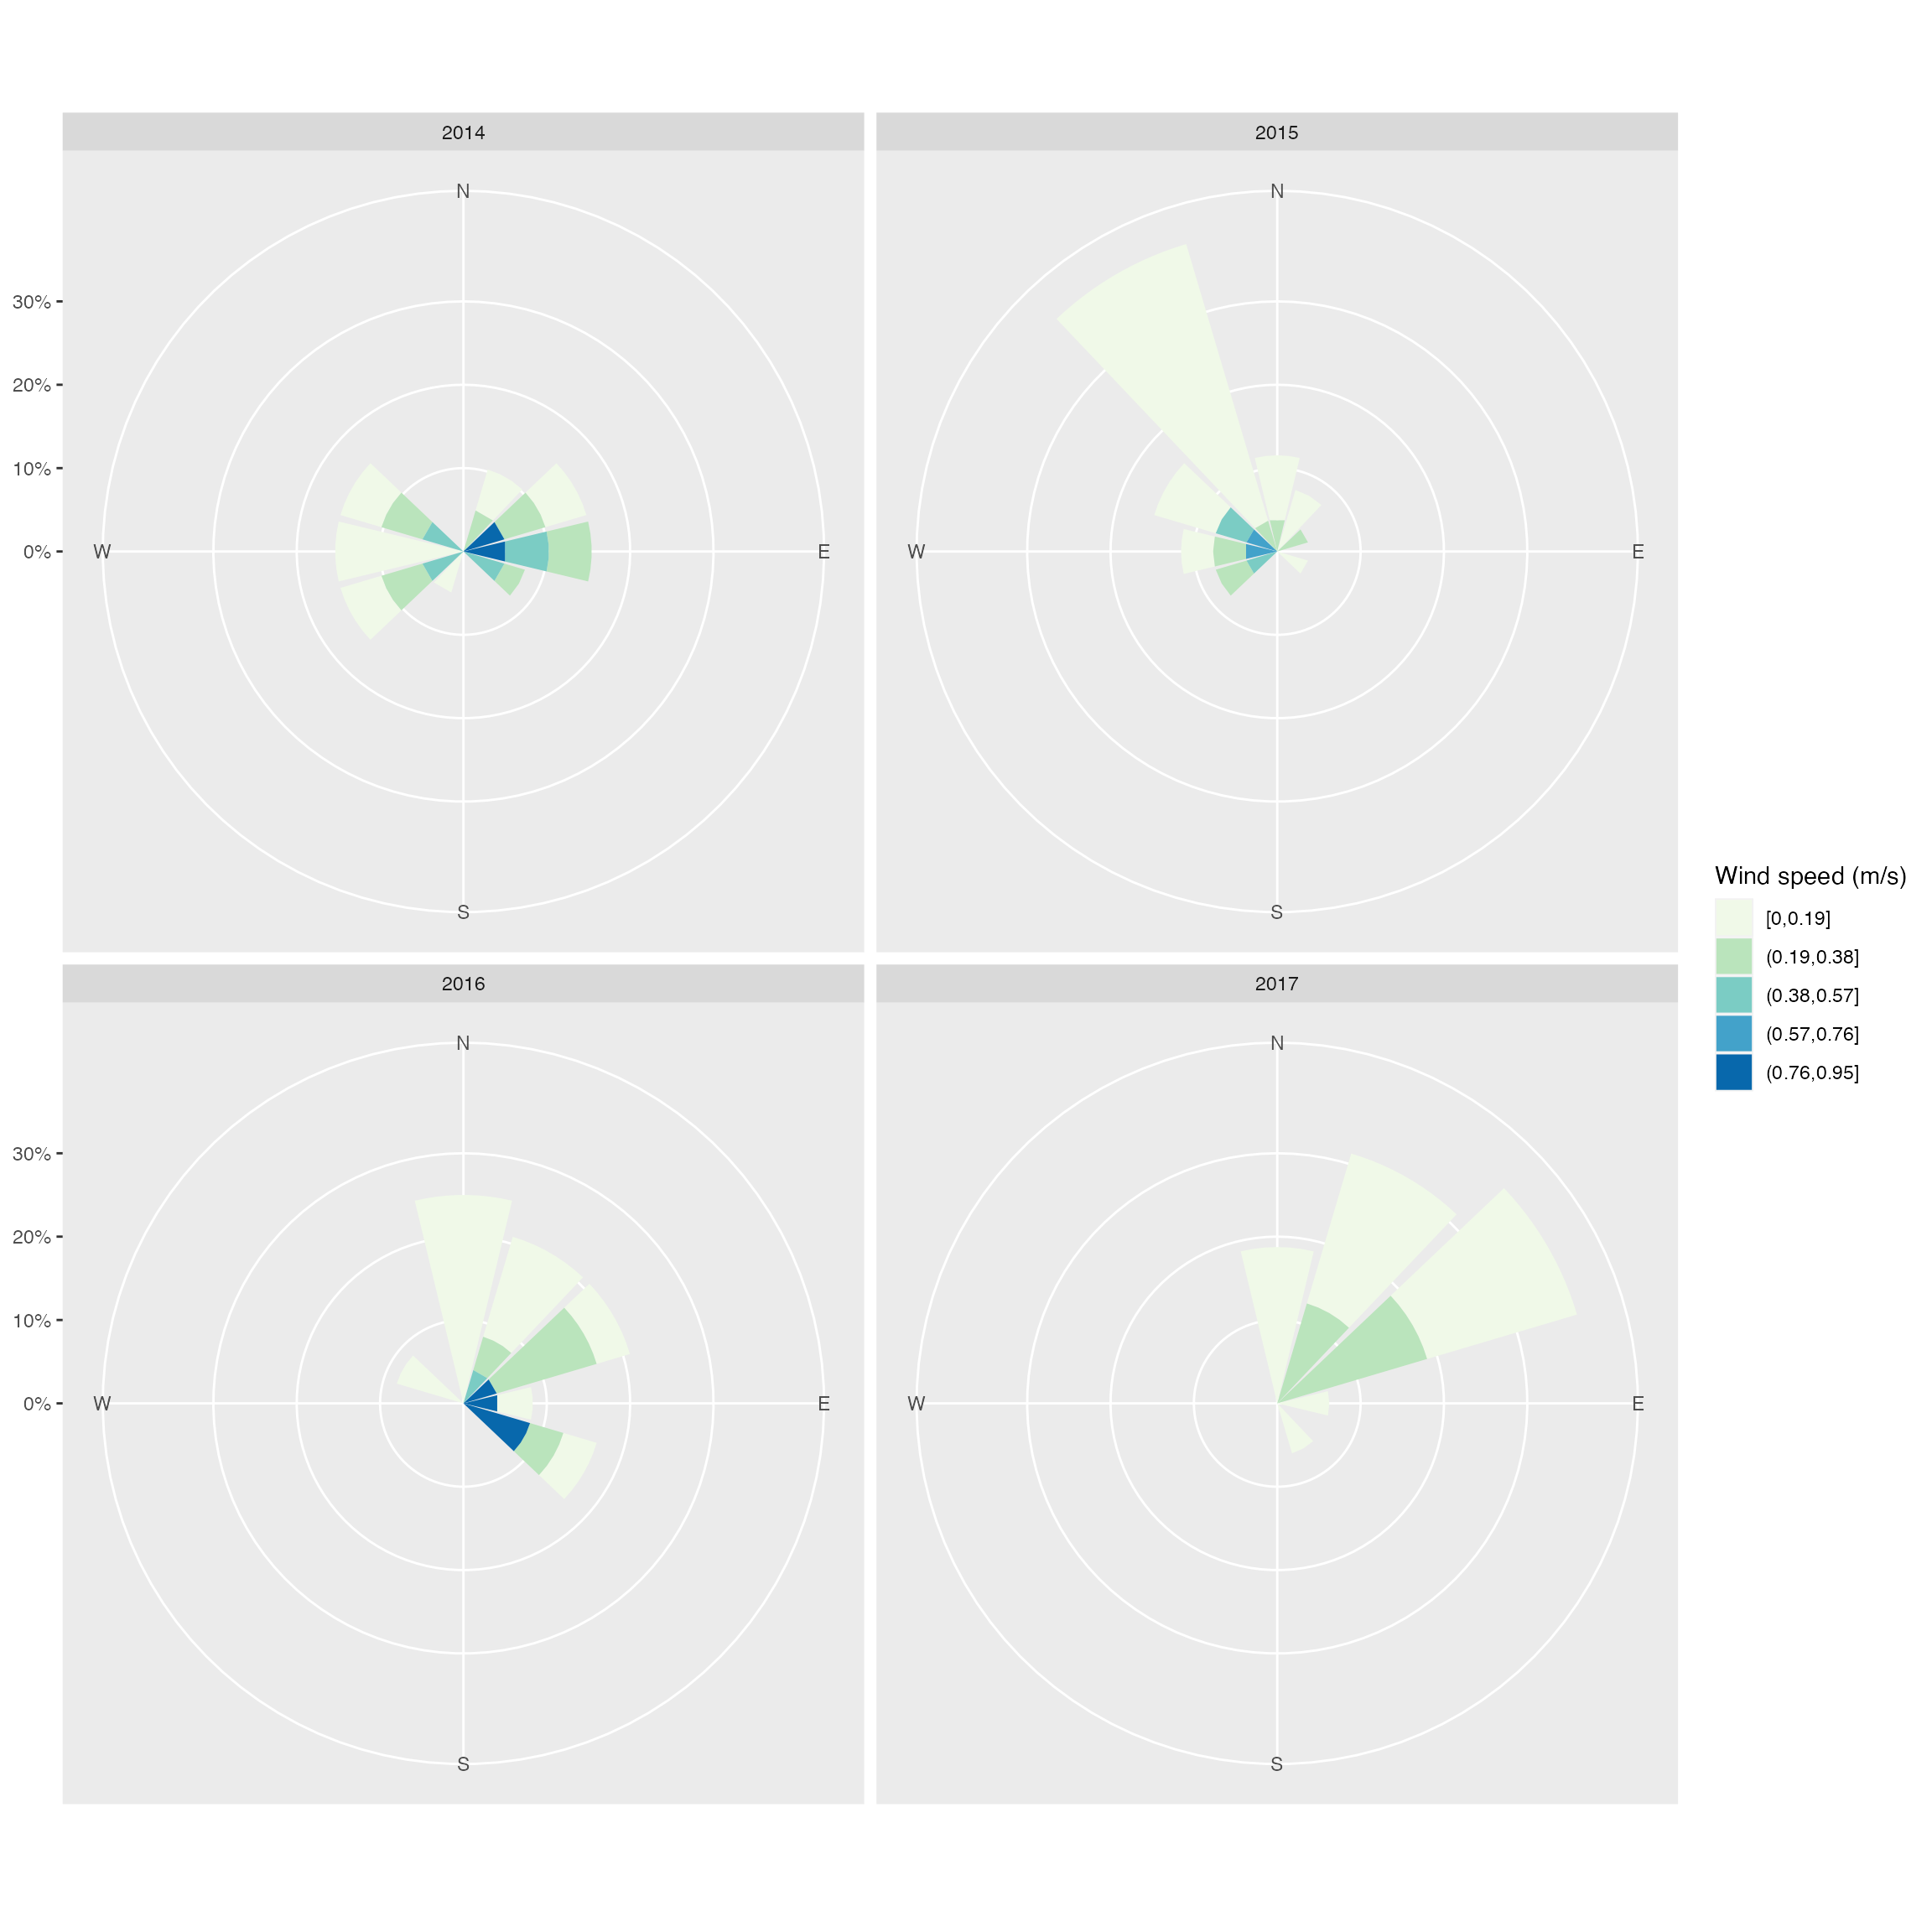 2014
2015
N
N
30%
20%
10%
0%
W
E
W
E
S
S
2016
2017
N
N
30%
20%
10%
0%
W
E
W
E
S
S
Wind speed (m/s)
[0,0.19]
(0.19,0.38]
(0.38,0.57]
(0.57,0.76]
(0.76,0.95]